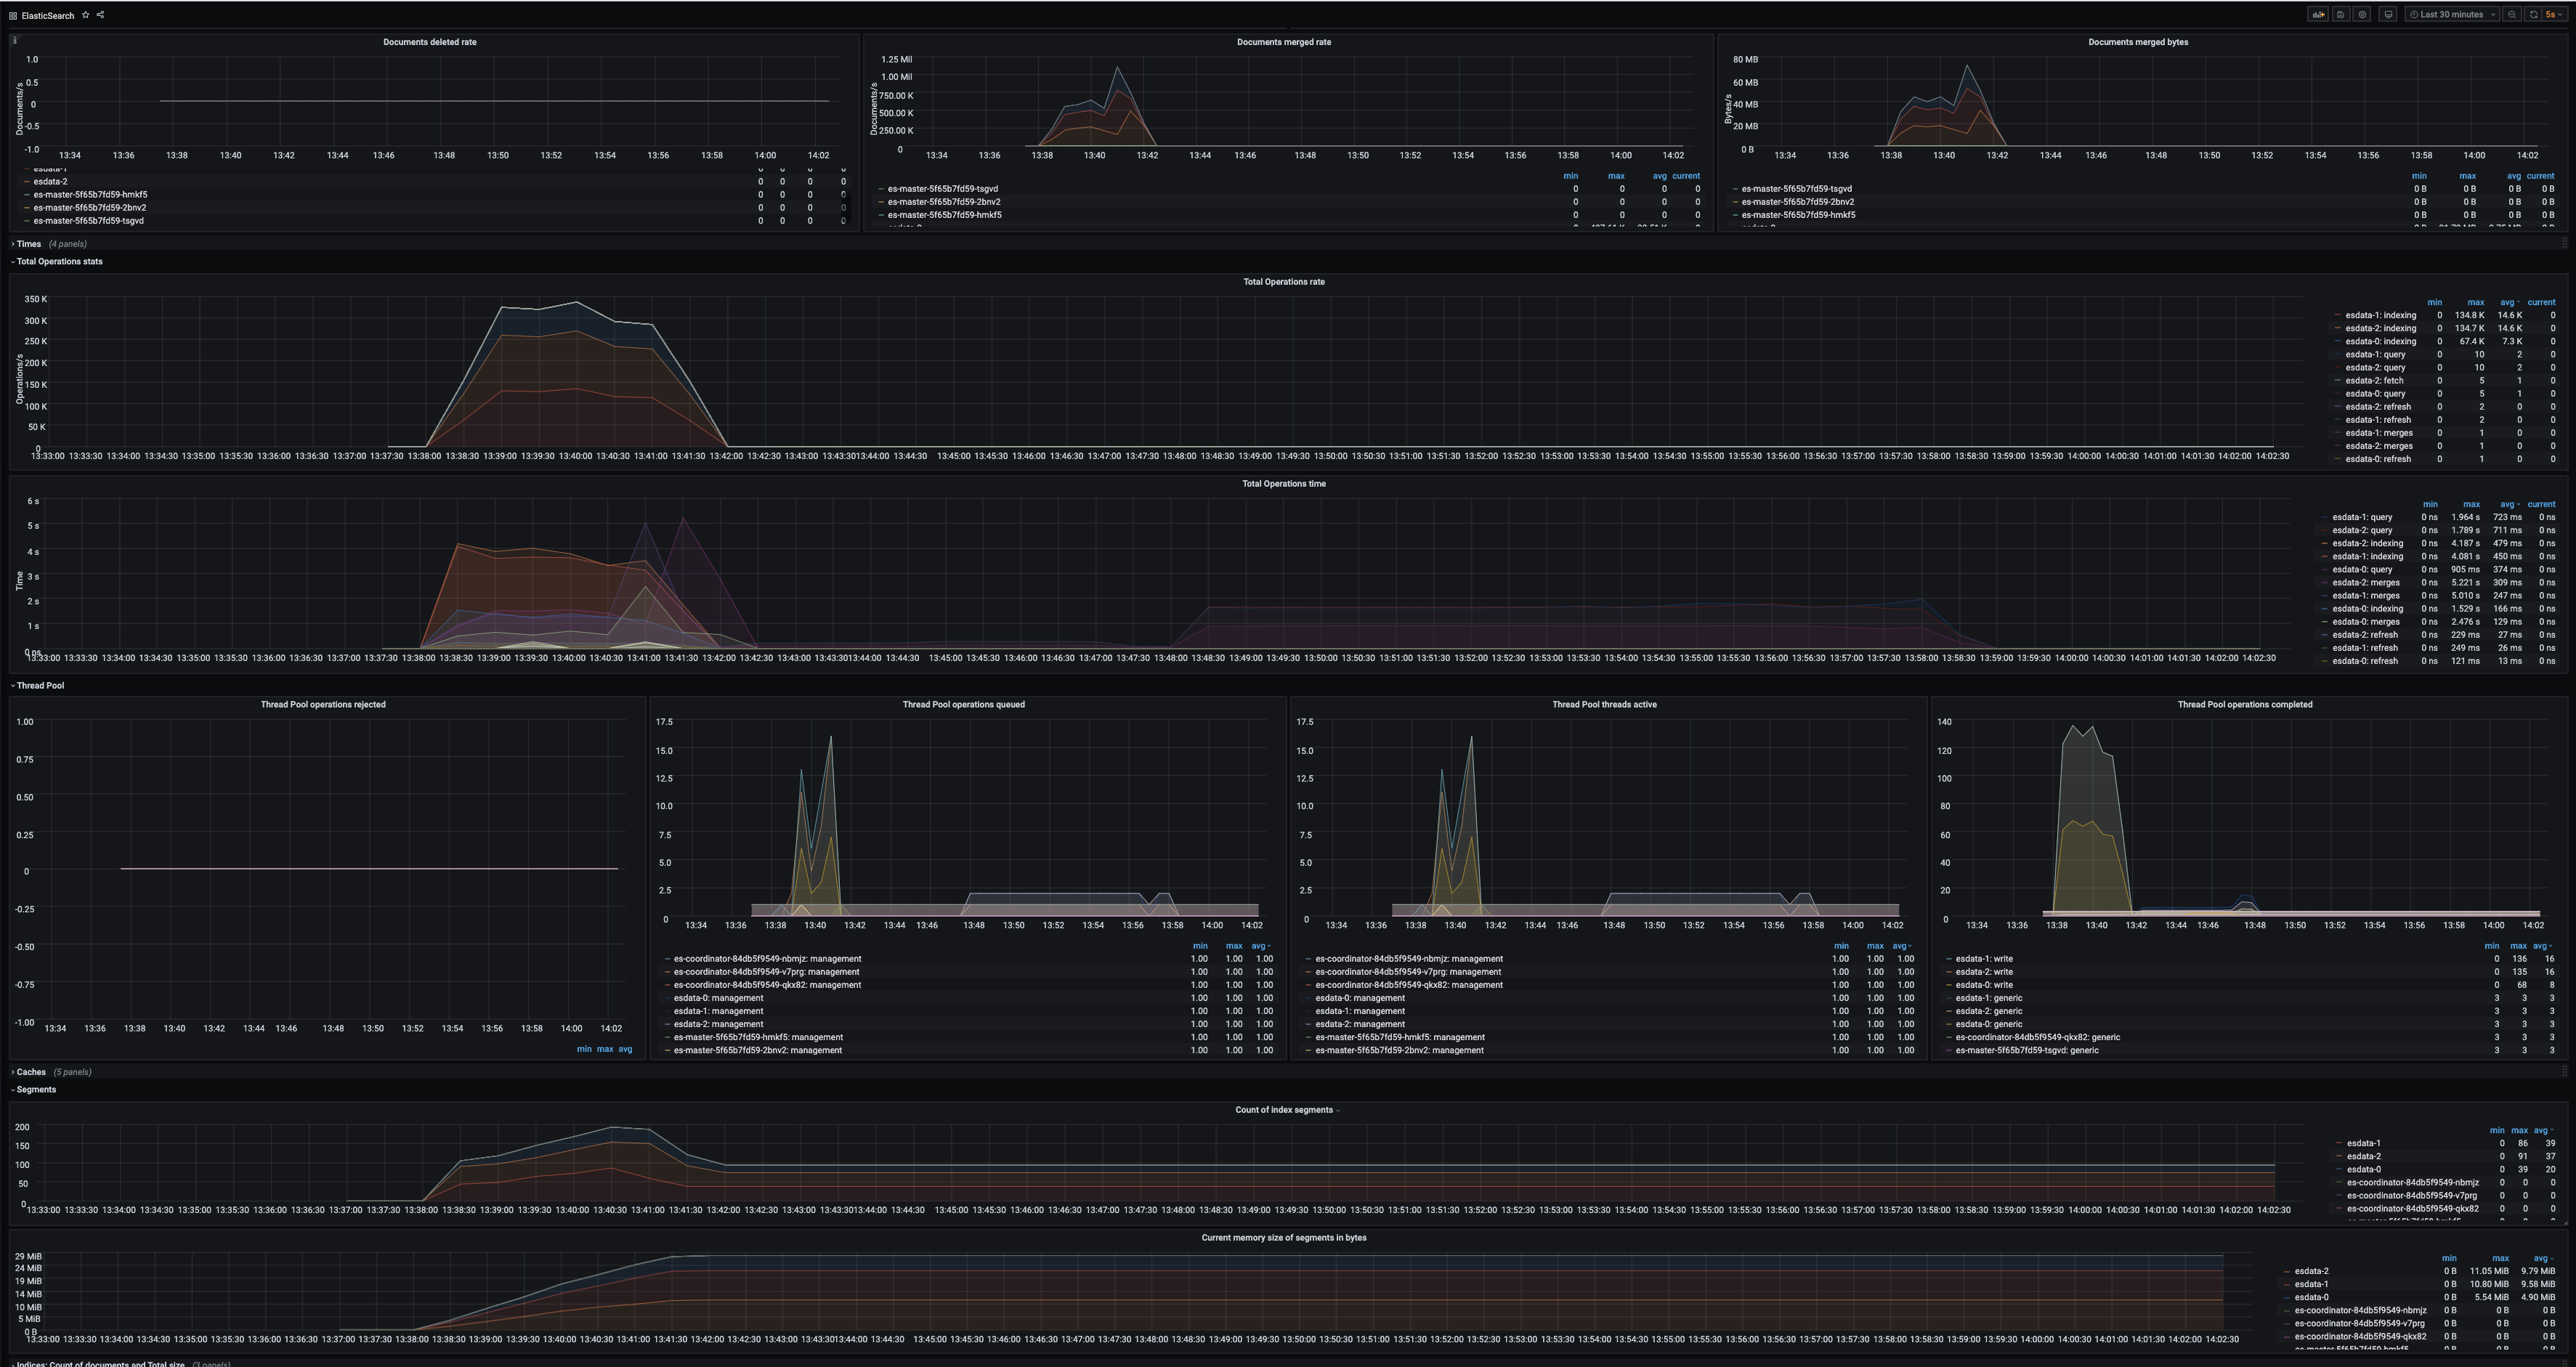 ElasticSearch
Last 30 minutes
5s
Documents deleted rate
Documents/s
1.0
0.5
0
-0.5
-1.0
13:34 13:36 13:38 13:40 13:42 13:44 13:46 13:48 13:50 13:52 13:54 13:56 13:58 14:00 14:02
esdata-1 0 0 0 0
esdata-2 0 0 0 0
es-master-5f65b7fd59-hmkf5 0 0 0 0
es-master-5f65b7fd59-2bnv2 0 0 0 0
es-master-5f65b7fd59-tsgvd 0 0 0 0
Documents merged rate
Documents/s
1.25 Mil
1.00 Mil
750.00 K
500.00 K
250.00 K
0
13:34 13:36 13:38 13:40 13:42 13:44 13:46 13:48 13:50 13:52 13:54 13:56 13:58 14:00 14:02
min max avg current
es-master-5f65b7fd59-tsgvd 0 0 0 0
es-master-5f65b7fd59-2bnv2 0 0 0 0
es-master-5f65b7fd59-hmkf5 0 0 0 0
Documents merged bytes
Bytes/s
80 MB
60 MB
40 MB
20 MB
0 B
13:34 13:36 13:38 13:40 13:42 13:44 13:46 13:48 13:50 13:52 13:54 13:56 13:58 14:00 14:02
min max avg current
es-master-5f65b7fd59-tsgvd 0 B 0 B 0 B 0 B
es-master-5f65b7fd59-2bnv2 0 B 0 B 0 B 0 B
es-master-5f65b7fd59-hmkf5 0 B 0 B 0 B 0 B
Times (4 panels)
Total Operations stats
Total Operations rate
Operations/s
350 K
300 K
250 K
200 K
150 K
100 K
50 K
0
13:33:00 13:33:30 13:34:00 13:34:30 13:35:00 13:35:30 13:36:00 13:36:30 13:37:00 13:37:30 13:38:00 13:38:30 13:39:00 13:39:30 13:40:00 13:40:30 13:41:00 13:41:30 13:42:00 13:42:30 13:43:00 13:43:30 13:44:00 13:44:30 13:45:00 13:45:30 13:46:00 13:46:30 13:47:00 13:47:30 13:48:00 13:48:30 13:49:00 13:49:30 13:50:00 13:50:30 13:51:00 13:51:30 13:52:00 13:52:30 13:53:00 13:53:30 13:54:00 13:54:30 13:55:00 13:55:30 13:56:00 13:56:30 13:57:00 13:57:30 13:58:00 13:58:30 13:59:00 13:59:30 14:00:00 14:00:30 14:01:00 14:01:30 14:02:00 14:02:30
min max avg current
esdata-1: indexing 0 134.8 K 14.6 K 0
esdata-2: indexing 0 134.7 K 14.6 K 0
esdata-0: indexing 0 67.4 K 7.3 K 0
esdata-1: query 0 10 2 0
esdata-2: query 0 10 2 0
esdata-2: fetch 0 5 1 0
esdata-0: query 0 5 1 0
esdata-2: refresh 0 2 0 0
esdata-1: refresh 0 2 0 0
esdata-1: merges 0 1 0 0
esdata-2: merges 0 1 0 0
esdata-0: refresh 0 1 0 0
Total Operations time
Time
6 s
5 s
4 s
3 s
2 s
1 s
0 ns
13:33:00 13:33:30 13:34:00 13:34:30 13:35:00 13:35:30 13:36:00 13:36:30 13:37:00 13:37:30 13:38:00 13:38:30 13:39:00 13:39:30 13:40:00 13:40:30 13:41:00 13:41:30 13:42:00 13:42:30 13:43:00 13:43:30 13:44:00 13:44:30 13:45:00 13:45:30 13:46:00 13:46:30 13:47:00 13:47:30 13:48:00 13:48:30 13:49:00 13:49:30 13:50:00 13:50:30 13:51:00 13:51:30 13:52:00 13:52:30 13:53:00 13:53:30 13:54:00 13:54:30 13:55:00 13:55:30 13:56:00 13:56:30 13:57:00 13:57:30 13:58:00 13:58:30 13:59:00 13:59:30 14:00:00 14:00:30 14:01:00 14:01:30 14:02:00 14:02:30
min max avg current
esdata-1: query 0 ns 1.964 s 723 ms 0 ns
esdata-2: query 0 ns 1.789 s 711 ms 0 ns
esdata-2: indexing 0 ns 4.187 s 479 ms 0 ns
esdata-1: indexing 0 ns 4.081 s 450 ms 0 ns
esdata-0: query 0 ns 905 ms 374 ms 0 ns
esdata-2: merges 0 ns 5.221 s 309 ms 0 ns
esdata-1: merges 0 ns 5.010 s 247 ms 0 ns
esdata-0: indexing 0 ns 1.529 s 166 ms 0 ns
esdata-0: merges 0 ns 2.476 s 129 ms 0 ns
esdata-2: refresh 0 ns 229 ms 27 ms 0 ns
esdata-1: refresh 0 ns 249 ms 26 ms 0 ns
esdata-0: refresh 0 ns 121 ms 13 ms 0 ns
Thread Pool
Thread Pool operations rejected
1.00
0.75
0.50
0.25
0
-0.25
-0.50
-0.75
-1.00
13:34 13:36 13:38 13:40 13:42 13:44 13:46 13:48 13:50 13:52 13:54 13:56 13:58 14:00 14:02
min max avg
Thread Pool operations queued
17.5
15.0
12.5
10.0
7.5
5.0
2.5
0
13:34 13:36 13:38 13:40 13:42 13:44 13:46 13:48 13:50 13:52 13:54 13:56 13:58 14:00 14:02
min max avg
es-coordinator-84db5f9549-nbmjz: management 1.00 1.00 1.00
es-coordinator-84db5f9549-v7prg: management 1.00 1.00 1.00
es-coordinator-84db5f9549-qkx82: management 1.00 1.00 1.00
esdata-0: management 1.00 1.00 1.00
esdata-1: management 1.00 1.00 1.00
esdata-2: management 1.00 1.00 1.00
es-master-5f65b7fd59-hmkf5: management 1.00 1.00 1.00
es-master-5f65b7fd59-2bnv2: management 1.00 1.00 1.00
Thread Pool threads active
17.5
15.0
12.5
10.0
7.5
5.0
2.5
0
13:34 13:36 13:38 13:40 13:42 13:44 13:46 13:48 13:50 13:52 13:54 13:56 13:58 14:00 14:02
min max avg
es-coordinator-84db5f9549-nbmjz: management 1.00 1.00 1.00
es-coordinator-84db5f9549-v7prg: management 1.00 1.00 1.00
es-coordinator-84db5f9549-qkx82: management 1.00 1.00 1.00
esdata-0: management 1.00 1.00 1.00
esdata-1: management 1.00 1.00 1.00
esdata-2: management 1.00 1.00 1.00
es-master-5f65b7fd59-hmkf5: management 1.00 1.00 1.00
es-master-5f65b7fd59-2bnv2: management 1.00 1.00 1.00
Thread Pool operations completed
140
120
100
80
60
40
20
0
13:34 13:36 13:38 13:40 13:42 13:44 13:46 13:48 13:50 13:52 13:54 13:56 13:58 14:00 14:02
min max avg
esdata-1: write 0 136 16
esdata-2: write 0 135 16
esdata-0: write 0 68 8
esdata-1: generic 3 3 3
esdata-2: generic 3 3 3
esdata-0: generic 3 3 3
es-coordinator-84db5f9549-qkx82: generic 3 3 3
es-master-5f65b7fd59-tsgvd: generic 3 3 3
Caches (5 panels)
Segments
Count of index segments
200
150
100
50
0
13:33:00 13:33:30 13:34:00 13:34:30 13:35:00 13:35:30 13:36:00 13:36:30 13:37:00 13:37:30 13:38:00 13:38:30 13:39:00 13:39:30 13:40:00 13:40:30 13:41:00 13:41:30 13:42:00 13:42:30 13:43:00 13:43:30 13:44:00 13:44:30 13:45:00 13:45:30 13:46:00 13:46:30 13:47:00 13:47:30 13:48:00 13:48:30 13:49:00 13:49:30 13:50:00 13:50:30 13:51:00 13:51:30 13:52:00 13:52:30 13:53:00 13:53:30 13:54:00 13:54:30 13:55:00 13:55:30 13:56:00 13:56:30 13:57:00 13:57:30 13:58:00 13:58:30 13:59:00 13:59:30 14:00:00 14:00:30 14:01:00 14:01:30 14:02:00 14:02:30
min max avg
esdata-1 0 86 39
esdata-2 0 91 37
esdata-0 0 39 20
es-coordinator-84db5f9549-nbmjz 0 0 0
es-coordinator-84db5f9549-v7prg 0 0 0
es-coordinator-84db5f9549-qkx82 0 0 0
Current memory size of segments in bytes
29 MiB
24 MiB
19 MiB
14 MiB
10 MiB
5 MiB
0 B
13:33:00 13:33:30 13:34:00 13:34:30 13:35:00 13:35:30 13:36:00 13:36:30 13:37:00 13:37:30 13:38:00 13:38:30 13:39:00 13:39:30 13:40:00 13:40:30 13:41:00 13:41:30 13:42:00 13:42:30 13:43:00 13:43:30 13:44:00 13:44:30 13:45:00 13:45:30 13:46:00 13:46:30 13:47:00 13:47:30 13:48:00 13:48:30 13:49:00 13:49:30 13:50:00 13:50:30 13:51:00 13:51:30 13:52:00 13:52:30 13:53:00 13:53:30 13:54:00 13:54:30 13:55:00 13:55:30 13:56:00 13:56:30 13:57:00 13:57:30 13:58:00 13:58:30 13:59:00 13:59:30 14:00:00 14:00:30 14:01:00 14:01:30 14:02:00 14:02:30
min max avg
esdata-2 0 B 11.05 MiB 9.79 MiB
esdata-1 0 B 10.80 MiB 9.58 MiB
esdata-0 0 B 5.54 MiB 4.90 MiB
es-coordinator-84db5f9549-nbmjz 0 B 0 B 0 B
es-coordinator-84db5f9549-v7prg 0 B 0 B 0 B
es-coordinator-84db5f9549-qkx82 0 B 0 B 0 B
Indices: Count of documents and Total size (3 panels)